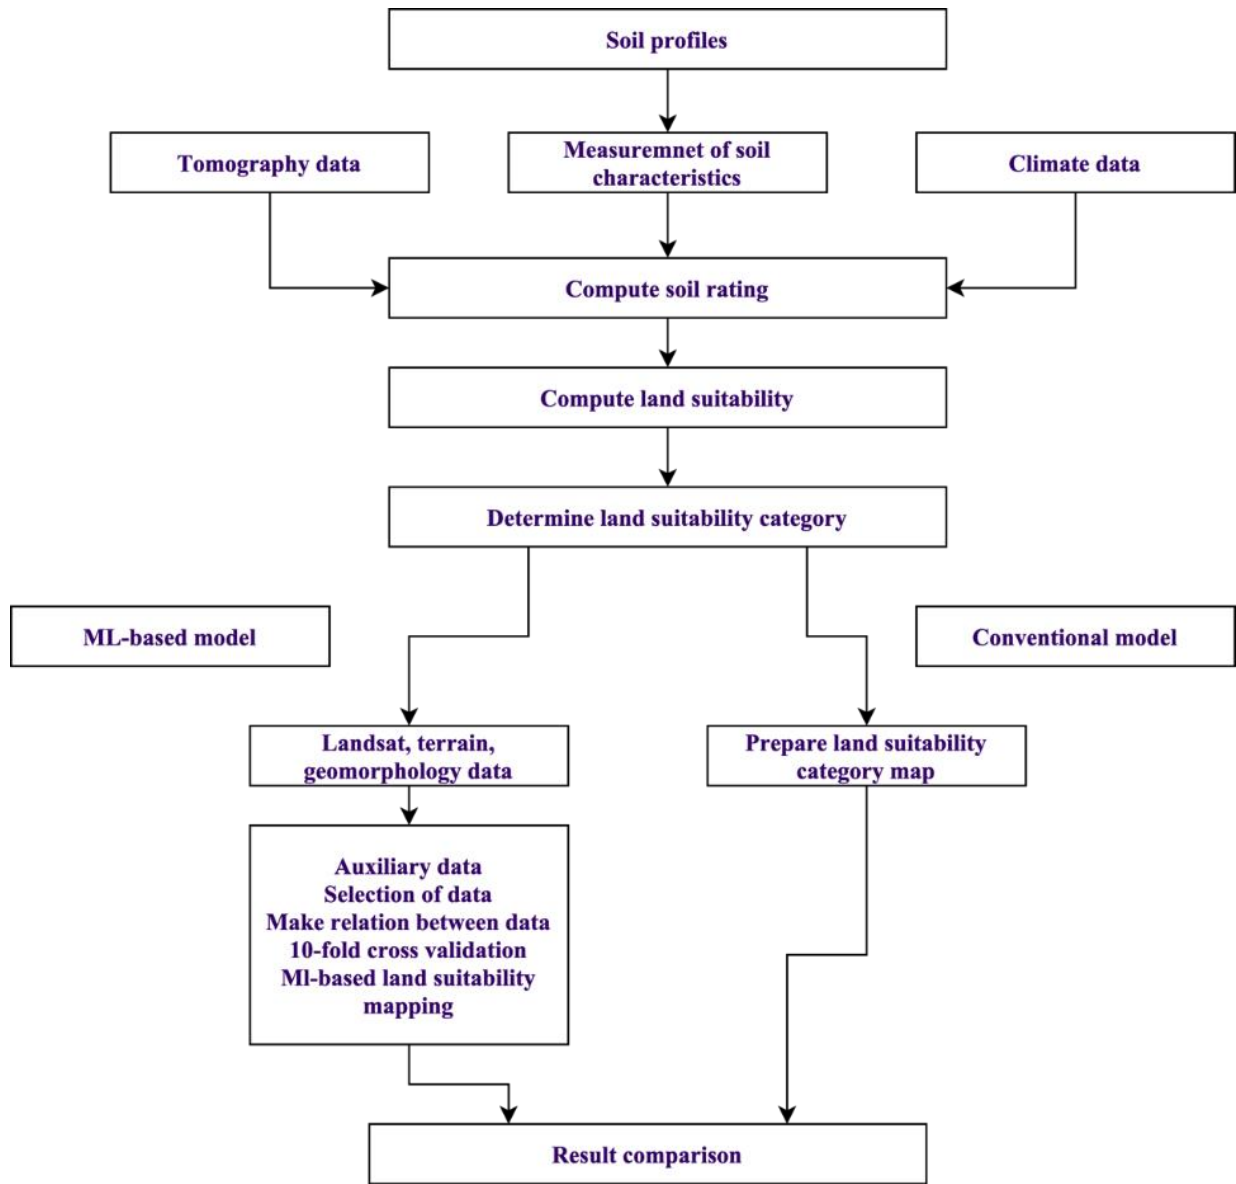 Soil profiles
Tomography data
Measuremnet of soil
characteristics
Climate data
Compute soil rating
Compute land suitability
Determine land suitability category
ML-based model
Conventional model
Landsat, terrain,
geomorphology data
Prepare land suitability
category map
Auxiliary data
Selection of data
Make relation between data
10-fold cross validation
Ml-based land suitability
mapping
Result comparison